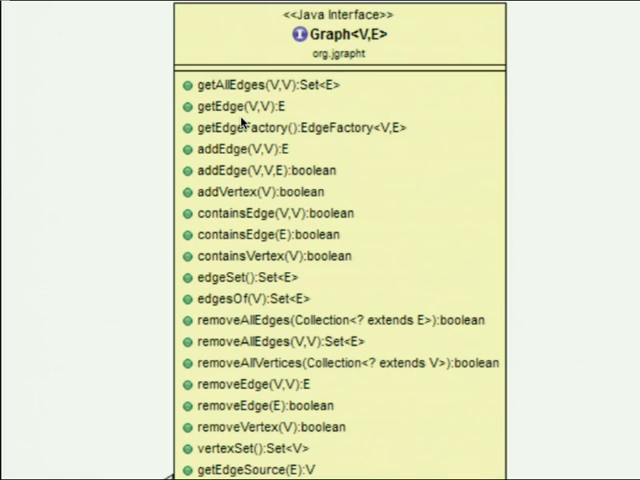 <<Java Interface>>
Graph<V,E>
org.jgrapht
getAllEdges(V,V):Set<E>
getEdge(V,V):E
getEdgeFactory():EdgeFactory<V,E>
addEdge(V,V):E
addEdge(V,V,E):boolean
addVertex(V):boolean
containsEdge(V,V):boolean
containsEdge(E):boolean
containsVertex(V):boolean
edgeSet():Set<E>
edgesOf(V):Set<E>
removeAllEdges(Collection<? extends E>):boolean
removeAllEdges(V,V):Set<E>
removeAllVertices(Collection<? extends V>):boolean
removeEdge(V,V):E
removeEdge(E):boolean
removeVertex(V):boolean
vertexSet():Set<V>
getEdgeSource(E):V